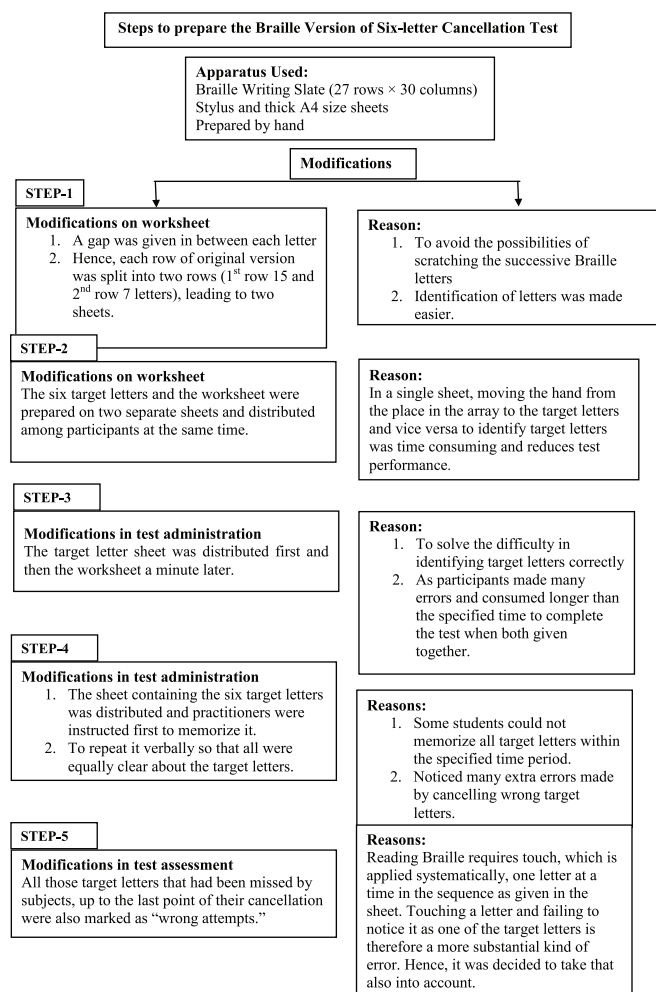 Steps to prepare the Braille Version of Six-letter Cancellation Test
Apparatus Used:
Braille Writing Slate (27 rows × 30 columns)
Stylus and thick A4 size sheets
Prepared by hand
Modifications
STEP-1
Modifications on worksheet
1. A gap was given in between each letter
2. Hence, each row of original version
was split into two rows (1st row 15 and
2nd row 7 letters), leading to two
sheets.
Reason:
1. To avoid the possibilities of
scratching the successive Braille
letters
2. Identification of letters was made
easier.
STEP-2
Modifications on worksheet
The six target letters and the worksheet were
prepared on two separate sheets and distributed
among participants at the same time.
Reason:
In a single sheet, moving the hand from
the place in the array to the target letters
and vice versa to identify target letters
was time consuming and reduces test
performance.
STEP-3
Modifications in test administration
The target letter sheet was distributed first and
then the worksheet a minute later.
Reason:
1. To solve the difficulty in
identifying target letters correctly
2. As participants made many
errors and consumed longer than
the specified time to complete
the test when both given
together.
STEP-4
Modifications in test administration
1. The sheet containing the six target letters
was distributed and practitioners were
instructed first to memorize it.
2. To repeat it verbally so that all were
equally clear about the target letters.
Reasons:
1. Some students could not
memorize all target letters within
the specified time period.
2. Noticed many extra errors made
by cancelling wrong target
letters.
STEP-5
Modifications in test assessment
All those target letters that had been missed by
subjects, up to the last point of their cancellation
were also marked as “wrong attempts.”
Reasons:
Reading Braille requires touch, which is
applied systematically, one letter at a
time in the sequence as given in the
sheet. Touching a letter and failing to
notice it as one of the target letters is
therefore a more substantial kind of
error. Hence, it was decided to take that
also into account.